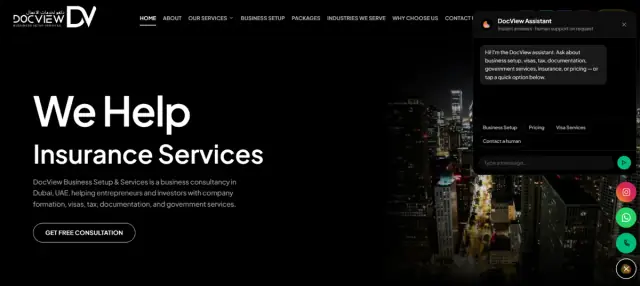 DOCVIEW DV
HOME ABOUT OUR SERVICES BUSINESS SETUP PACKAGES INDUSTRIES WE SERVE WHY CHOOSE US CONTACT
DocView Assistant
Instant answers · human support on request
Hi! I'm the DocView assistant. Ask about
business setup, visas, tax, documentation,
government services, insurance, or pricing — or
tap a quick option below.
Business Setup Pricing Visa Services
Contact a human
Type a message...
We Help
Insurance Services
DocView Business Setup & Services is a business consultancy in
Dubai, UAE, helping entrepreneurs and investors with company
formation, visas, tax, documentation, and government services.
GET FREE CONSULTATION